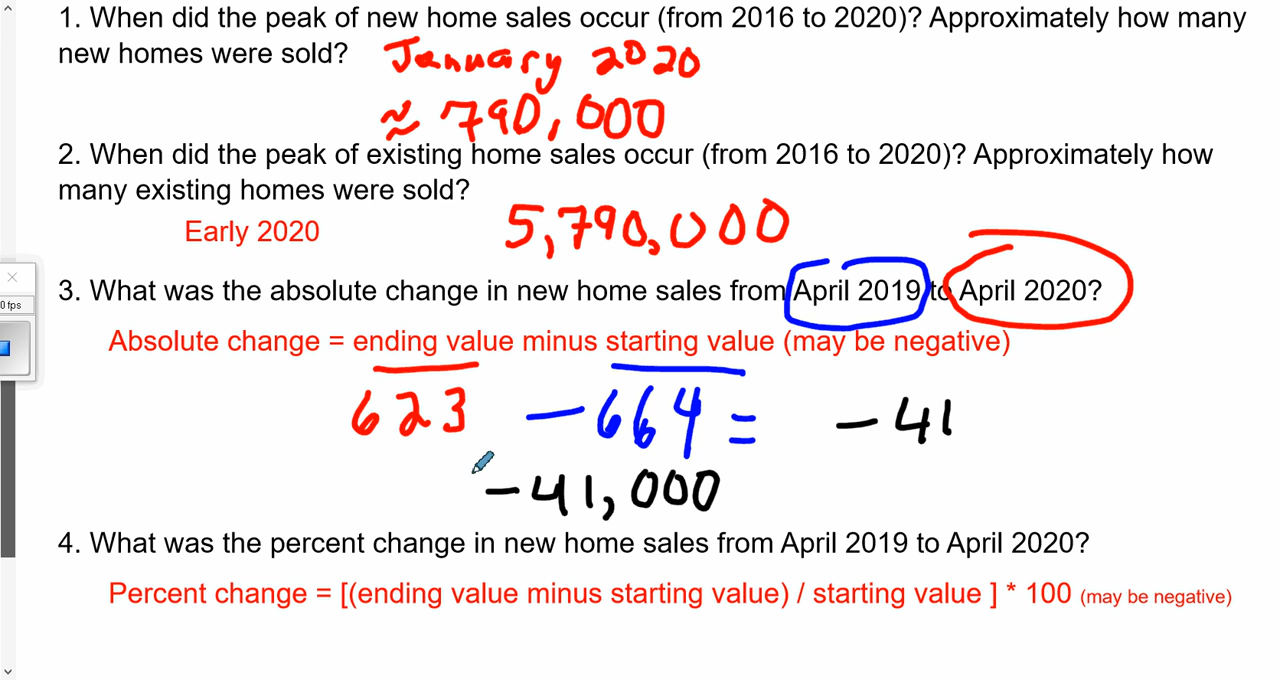 1. When did the peak of new home sales occur (from 2016 to 2020)? Approximately how many
new homes were sold? January 2020
≈ 790,000
2. When did the peak of existing home sales occur (from 2016 to 2020)? Approximately how
many existing homes were sold?
Early 2020 5,790,000
0 fps
3. What was the absolute change in new home sales from April 2019 to April 2020?
Absolute change = ending value minus starting value (may be negative)
623 - 664 = - 41
- 41,000
4. What was the percent change in new home sales from April 2019 to April 2020?
Percent change = [(ending value minus starting value) / starting value ] * 100 (may be negative)